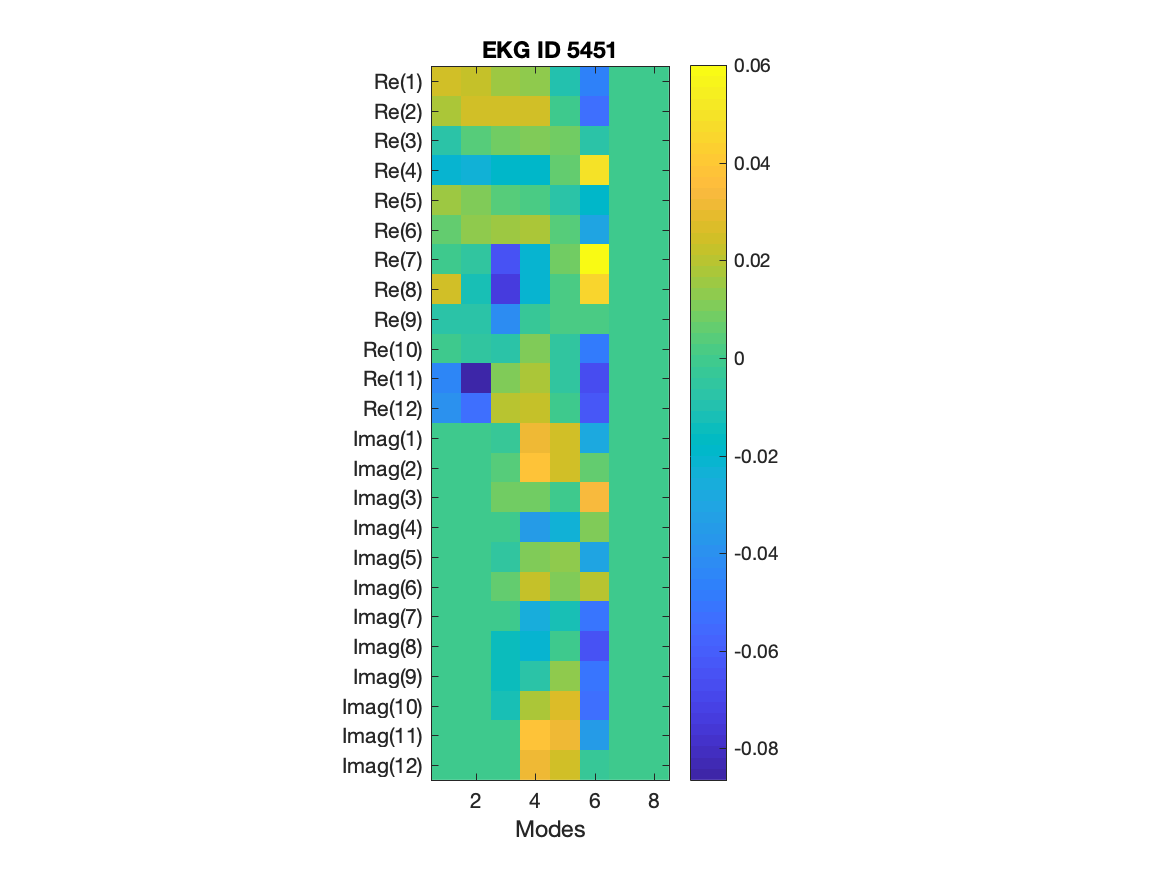 EKG ID 5451
Re(1)
Re(2)
Re(3)
Re(4)
Re(5)
Re(6)
Re(7)
Re(8)
Re(9)
Re(10)
Re(11)
Re(12)
Imag(1)
Imag(2)
Imag(3)
Imag(4)
Imag(5)
Imag(6)
Imag(7)
Imag(8)
Imag(9)
Imag(10)
Imag(11)
Imag(12)
2 4 6 8
Modes
0.06
0.04
0.02
0
-0.02
-0.04
-0.06
-0.08